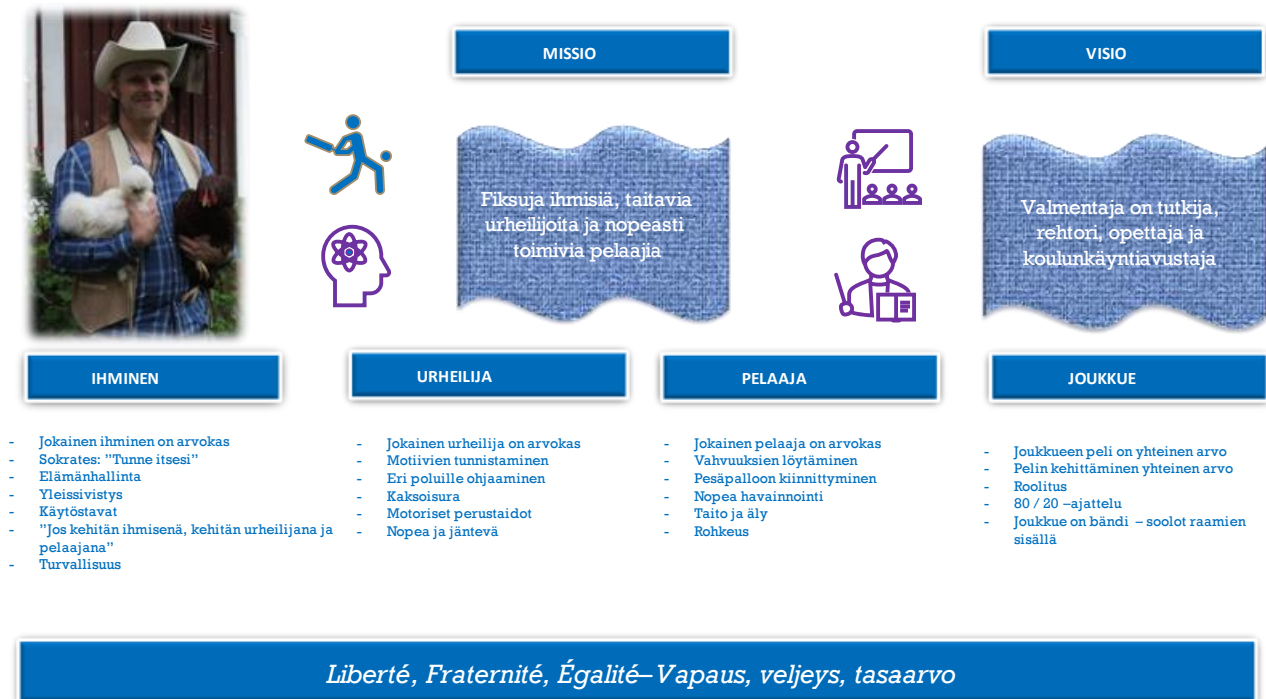 MISSIO
VISIO
Fiksuja ihmisiä, taitavia
urheilijoita ja nopeasti
toimivia pelaajia
Valmentaja on tutkija,
rehtori, opettaja ja
koulunkäyntiavustaja
IHMINEN
URHEILIJA
PELAAJA
JOUKKUE
- Jokainen ihminen on arvokas
- Sokrates: ”Tunne itsesi”
- Elämänhallinta
- Yleissivistys
- Käytöstavat
- ”Jos kehitän ihmisenä, kehitän urheilijana ja
pelaajana”
- Turvallisuus
- Jokainen urheilija on arvokas
- Motiivien tunnistaminen
- Eri poluille ohjaaminen
- Kaksoisura
- Motoriset perustaidot
- Nopea ja jäntevä
- Jokainen pelaaja on arvokas
- Vahvuuksien löytäminen
- Pesäpalloon kiinnittyminen
- Nopea havainnointi
- Taito ja äly
- Rohkeus
- Joukkueen peli on yhteinen arvo
- Pelin kehittäminen yhteinen arvo
- Roolitus
- 80 / 20 –ajattelu
- Joukkue on bändi – soolot raamien
sisällä
Liberté, Fraternité, Égalité– Vapaus, veljeys, tasaarvo